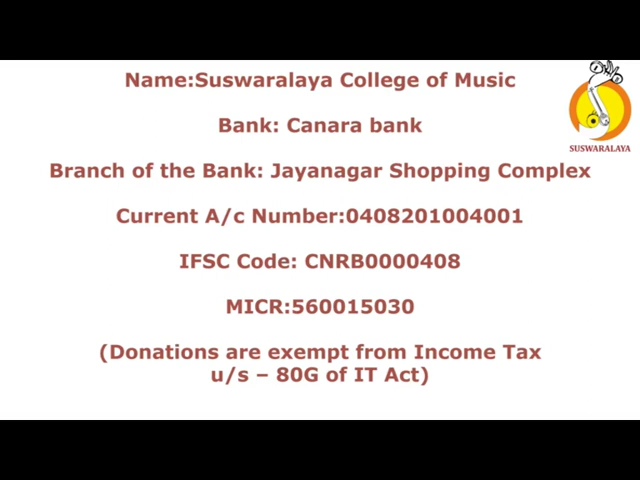 Name:Suswaralaya College of Music
SUSWARALAYA
Bank: Canara bank
Branch of the Bank: Jayanagar Shopping Complex
Current A/c Number:0408201004001
IFSC Code: CNRB0000408
MICR:560015030
(Donations are exempt from Income Tax
u/s – 80G of IT Act)